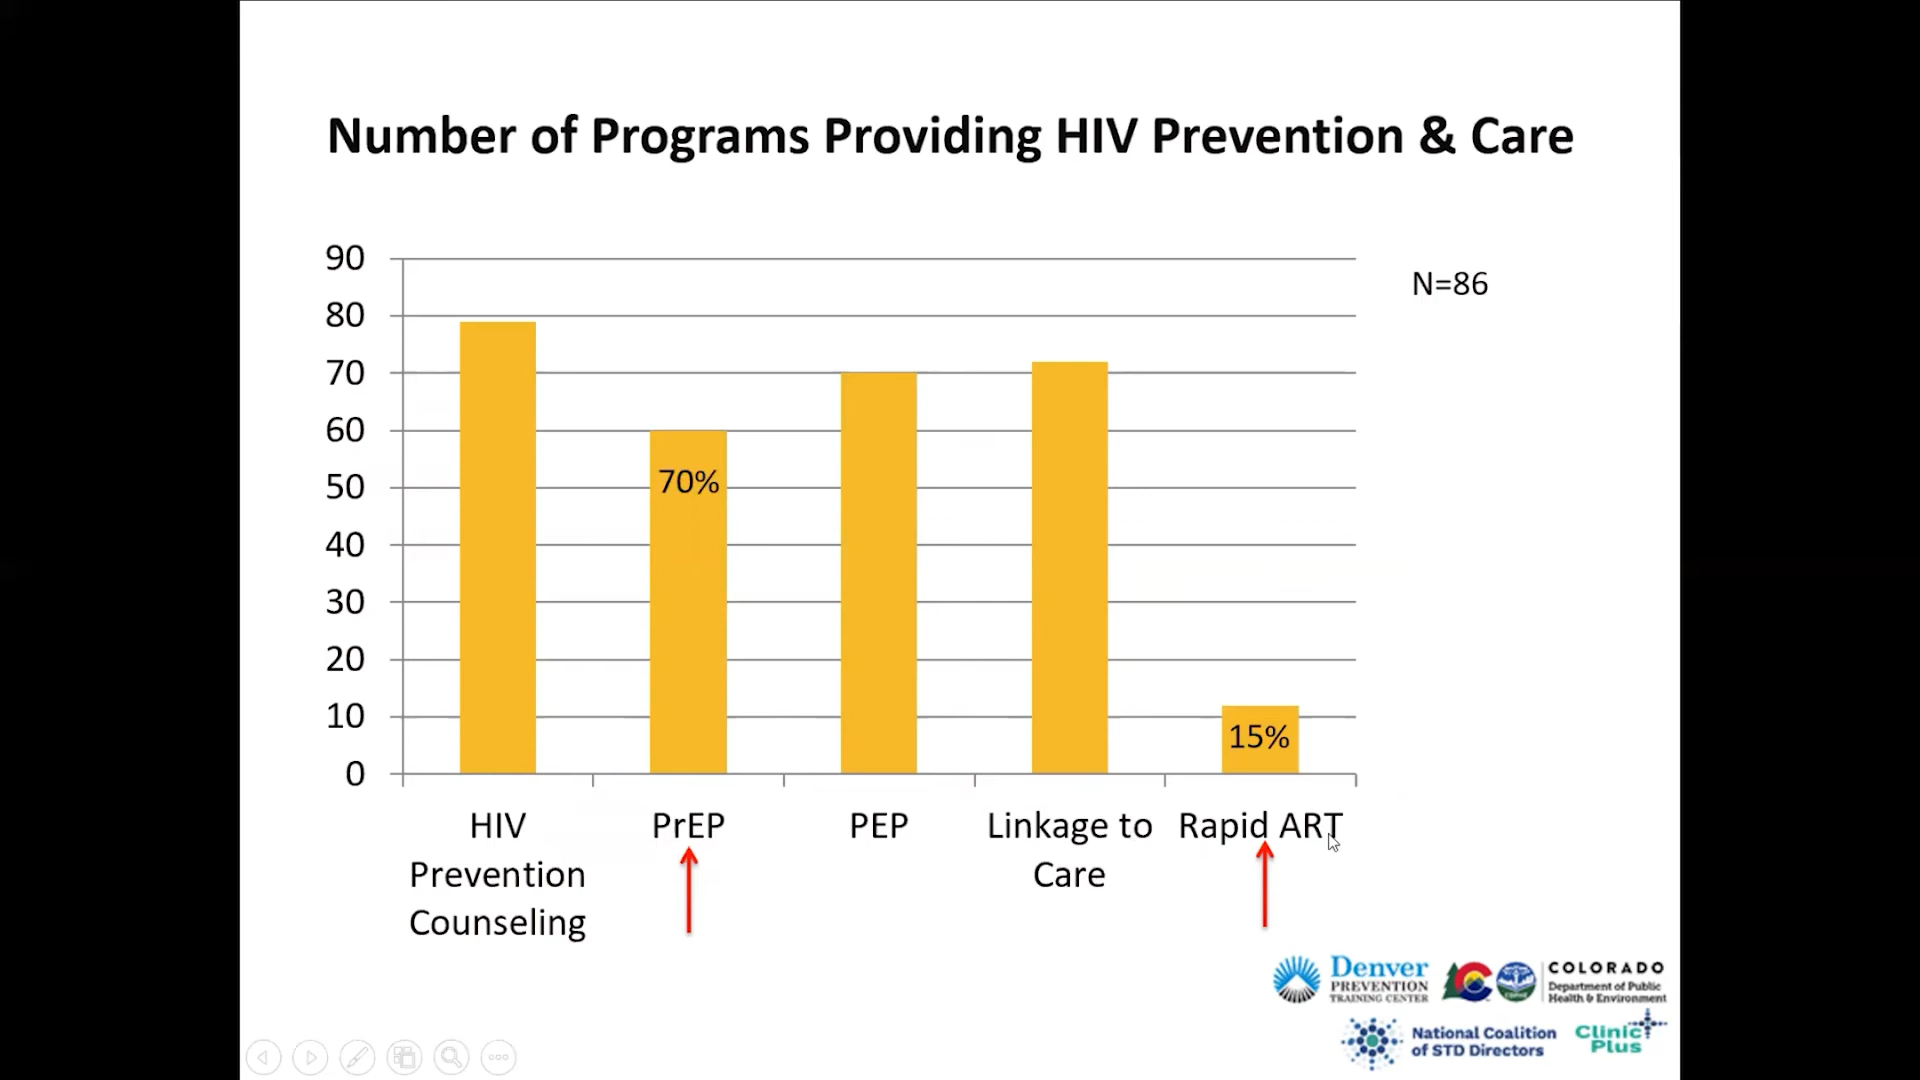 Number of Programs Providing HIV Prevention & Care
N=86
90
80
70
60
50
40
30
20
10
0
70%
15%
HIV Prevention Counseling
PrEP
PEP
Linkage to Care
Rapid ART
Denver
PREVENTION
TRAINING CENTER
COLORADO
Department of Public
Health & Environment
National Coalition
of STD Directors
Clinic
Plus